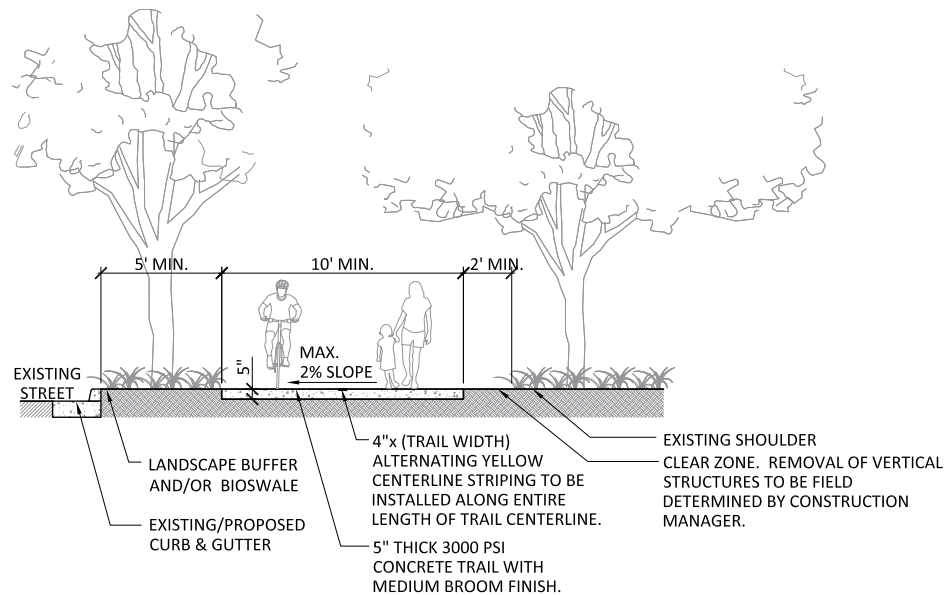 5' MIN.
10' MIN.
2' MIN.
5"
MAX.
2% SLOPE
EXISTING
STREET
LANDSCAPE BUFFER
AND/OR BIOSWALE
EXISTING/PROPOSED
CURB & GUTTER
4"x (TRAIL WIDTH)
ALTERNATING YELLOW
CENTERLINE STRIPING TO BE
INSTALLED ALONG ENTIRE
LENGTH OF TRAIL CENTERLINE.
5" THICK 3000 PSI
CONCRETE TRAIL WITH
MEDIUM BROOM FINISH.
EXISTING SHOULDER
CLEAR ZONE. REMOVAL OF VERTICAL
STRUCTURES TO BE FIELD
DETERMINED BY CONSTRUCTION
MANAGER.